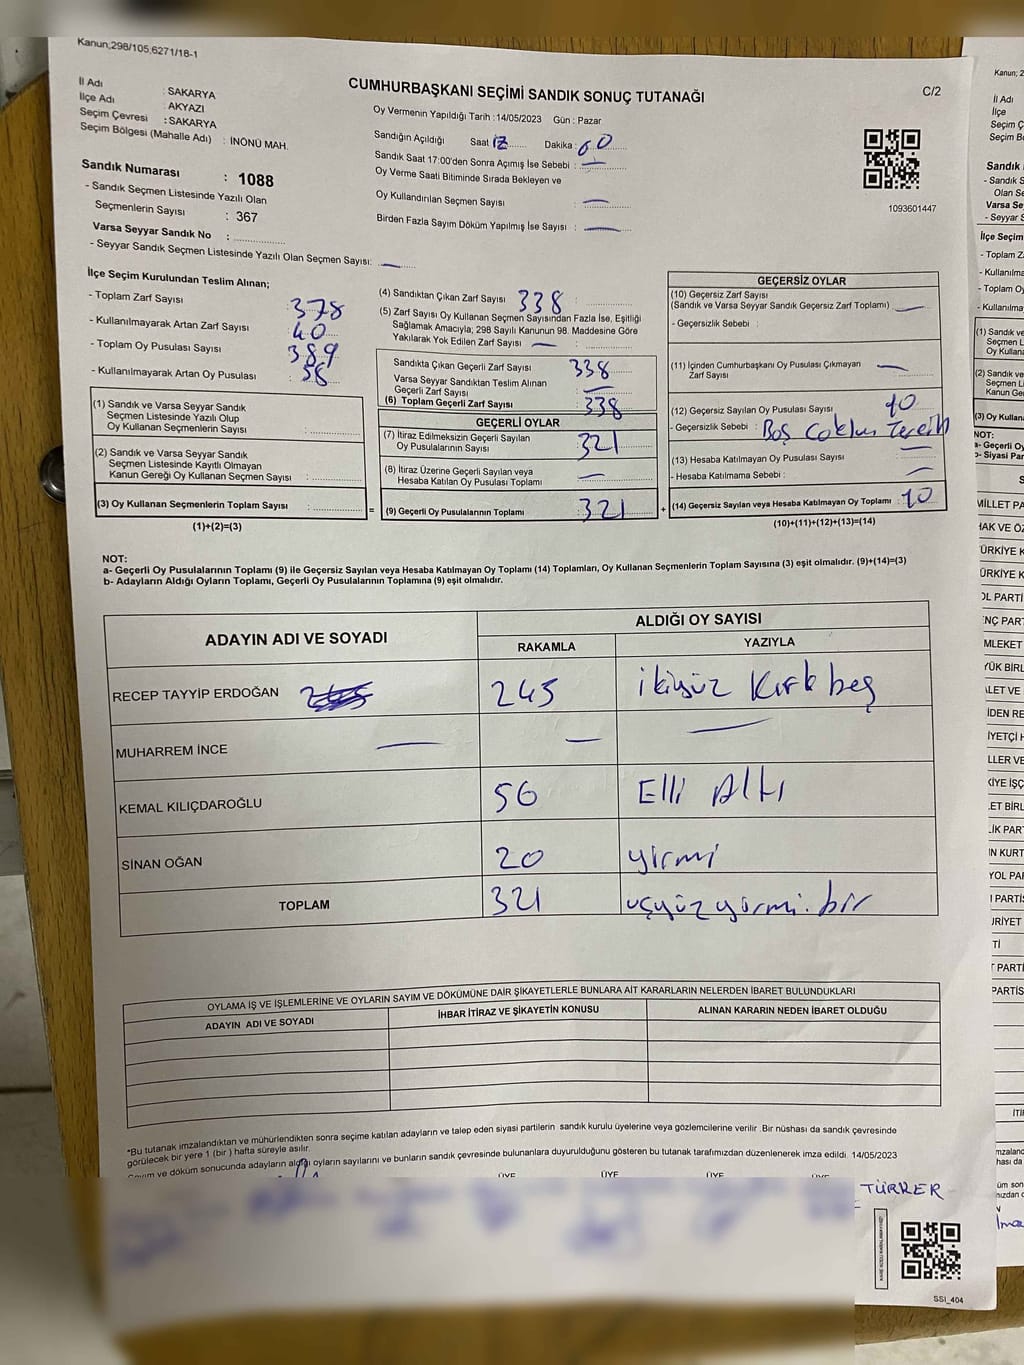 Kanun;298/105;6271/18-1
İl Adı : SAKARYA
İlçe Adı : AKYAZI
Seçim Çevresi : SAKARYA
Seçim Bölgesi (Mahalle Adı) : İNÖNÜ MAH.
CUMHURBAŞKANI SEÇİMİ SANDIK SONUÇ TUTANAĞI
C/2
Oy Vermenin Yapıldığı Tarih :14/05/2023 Gün : Pazar
Sandığın Açıldığı Saat Dakika :
Sandık Saat 17:00'den Sonra Açımış İse Sebebi : —
Oy Verme Saati Bitiminde Sırada Bekleyen ve
Oy Kullandırılan Seçmen Sayısı : —
Birden Fazla Sayım Döküm Yapılmış İse Sayısı : —
1093601447
Sandık Numarası : 1088
- Sandık Seçmen Listesinde Yazılı Olan
Seçmenlerin Sayısı : 367
Varsa Seyyar Sandık No :
- Seyyar Sandık Seçmen Listesinde Yazılı Olan Seçmen Sayısı: —
İlçe Seçim Kurulundan Teslim Alınan;
- Toplam Zarf Sayısı : 378
- Kullanılmayarak Artan Zarf Sayısı : 40
- Toplam Oy Pusulası Sayısı : 389
- Kullanılmayarak Artan Oy Pusulası : 58
(1) Sandık ve Varsa Seyyar Sandık
Seçmen Listesinde Yazılı Olup
Oy Kullanan Seçmenlerin Sayısı :
(2) Sandık ve Varsa Seyyar Sandık
Seçmen Listesinde Kayıtlı Olmayan
Kanun Gereği Oy Kullanan Seçmen Sayısı :
(3) Oy Kullanan Seçmenlerin Toplam Sayısı : =
(1)+(2)=(3)
(4) Sandıktan Çıkan Zarf Sayısı : 338
(5) Zarf Sayısı Oy Kullanan Seçmen Sayısından Fazla İse, Eşitliği
Sağlamak Amacıyla; 298 Sayılı Kanunun 98. Maddesine Göre
Yakılarak Yok Edilen Zarf Sayısı : —
Sandıkta Çıkan Geçerli Zarf Sayısı : 338
Varsa Seyyar Sandıktan Teslim Alınan
Geçerli Zarf Sayısı : —
(6) Toplam Geçerli Zarf Sayısı : 338
GEÇERLİ OYLAR
(7) İtiraz Edilmeksizin Geçerli Sayılan
Oy Pusulalarının Sayısı : 321
(8) İtiraz Üzerine Geçerli Sayılan veya
Hesaba Katılan Oy Pusulası Toplamı : —
(9) Geçerli Oy Pusulalarının Toplamı : 321 +
GEÇERSİZ OYLAR
(10) Geçersiz Zarf Sayısı
(Sandık ve Varsa Seyyar Sandık Geçersiz Zarf Toplamı) : —
- Geçersizlik Sebebi :
(11) İçinden Cumhurbaşkanı Oy Pusulası Çıkmayan
Zarf Sayısı : —
(12) Geçersiz Sayılan Oy Pusulası Sayısı : 10
- Geçersizlik Sebebi : Boş Çoklu Tercih
(13) Hesaba Katılmayan Oy Pusulası Sayısı : —
- Hesaba Katılmama Sebebi : —
(14) Geçersiz Sayılan veya Hesaba Katılmayan Oy Toplamı : 10
(10)+(11)+(12)+(13)=(14)
NOT:
a- Geçerli Oy Pusulalarının Toplamı (9) ile Geçersiz Sayılan veya Hesaba Katılmayan Oy Toplamı (14) Toplamları, Oy Kullanan Seçmenlerin Toplam Sayısına (3) eşit olmalıdır. (9)+(14)=(3)
b- Adayların Aldığı Oyların Toplamı, Geçerli Oy Pusulalarının Toplamına (9) eşit olmalıdır.
ADAYIN ADI VE SOYADI ALDIĞI OY SAYISI
RAKAMLA YAZIYLA
RECEP TAYYİP ERDOĞAN 245 ikiyüz Kırk beş
MUHARREM İNCE — — —
KEMAL KILIÇDAROĞLU 56 Elli Altı
SİNAN OĞAN 20 yirmi
TOPLAM 321 üçyüz yirmi.bir
OYLAMA İŞ VE İŞLEMLERİNE VE OYLARIN SAYIM VE DÖKÜMÜNE DAİR ŞİKAYETLERLE BUNLARA AİT KARARLARIN NELERDEN İBARET BULUNDUKLARI
ADAYIN ADI VE SOYADI İHBAR İTİRAZ VE ŞİKAYETİN KONUSU ALINAN KARARIN NEDEN İBARET OLDUĞU
*Bu tutanak imzalandıktan ve mühürlendikten sonra seçime katılan adayların ve talep eden siyasi partilerin sandık kurulu üyelerine veya gözlemcilerine verilir .Bir nüshası da sandık çevresinde
görülecek bir yere 1 (bir ) hafta süreyle asılır.
Sayım ve döküm sonucunda adayların aldığı oyların sayılarını ve bunların sandık çevresinde bulunanlara duyurulduğunu gösteren bu tutanak tarafımızdan düzenlenerek imza edildi. 14/05/2023
ÜYE ÜYE ÜYE ÜYE
TÜRKER
SSI_404